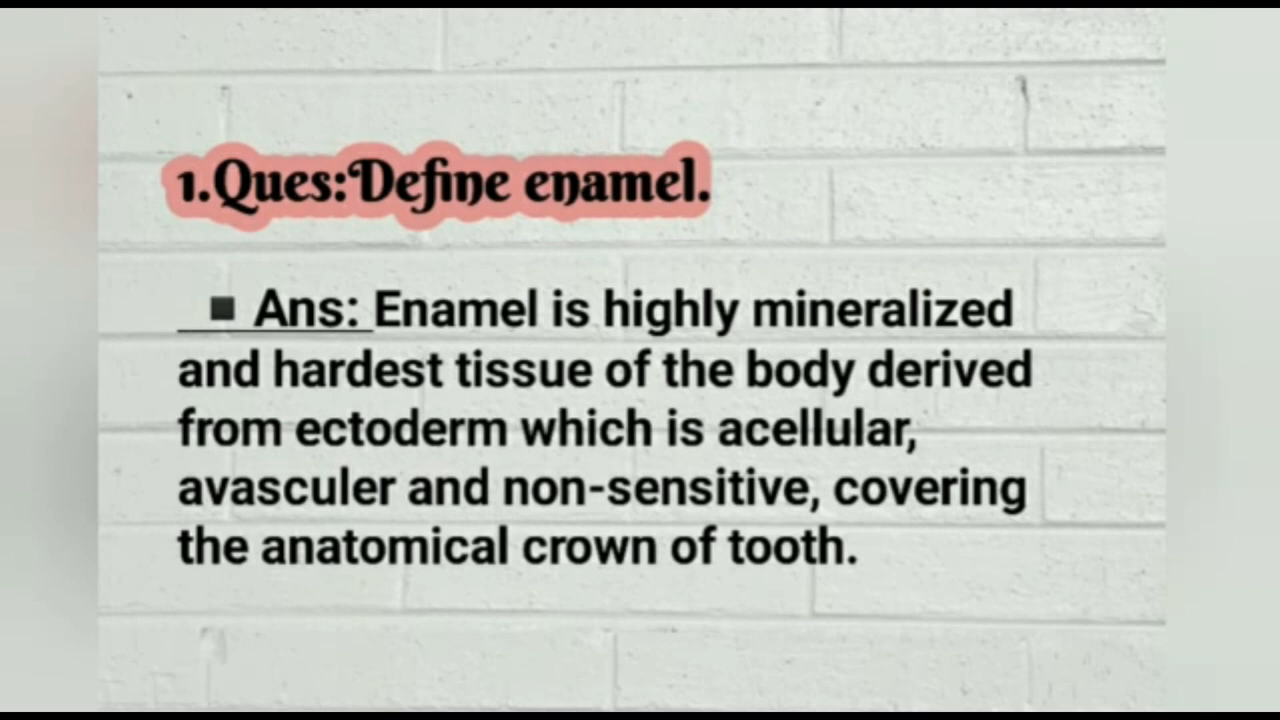 1.Ques:Define enamel.
▪ Ans: Enamel is highly mineralized
and hardest tissue of the body derived
from ectoderm which is acellular,
avasculer and non-sensitive, covering
the anatomical crown of tooth.